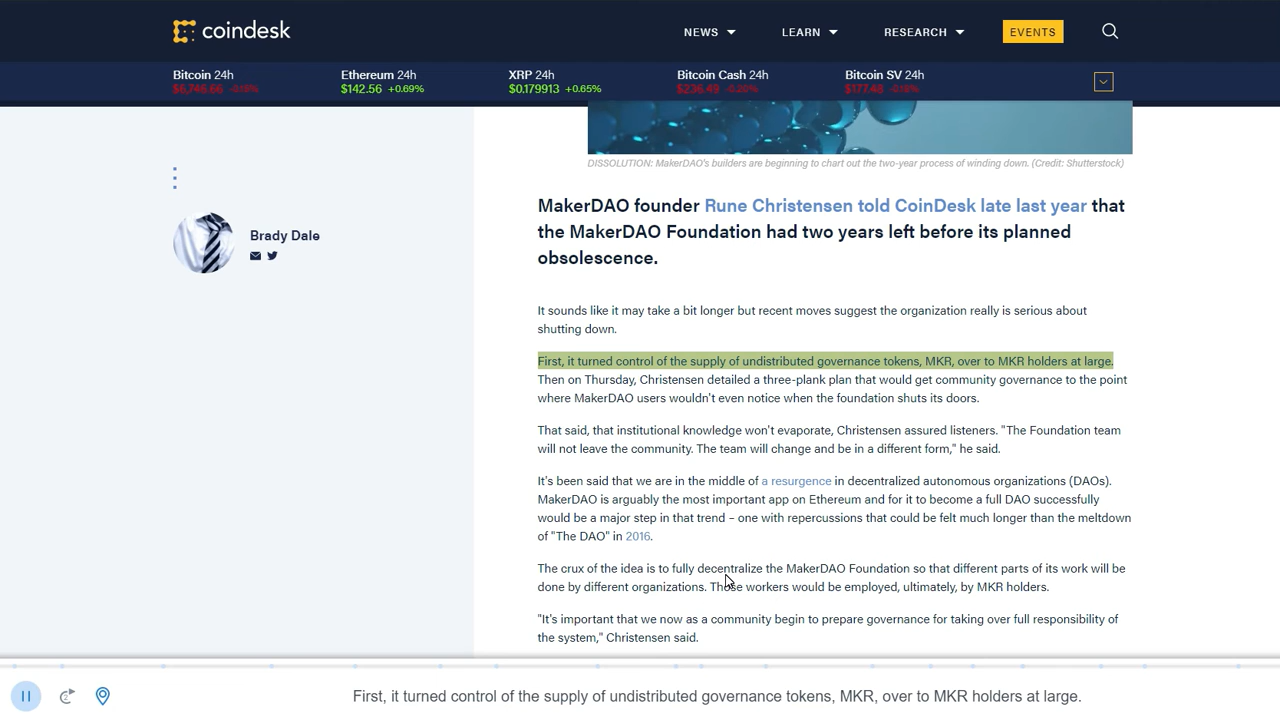 coindesk
NEWS LEARN RESEARCH EVENTS
Bitcoin 24h Ethereum 24h XRP 24h Bitcoin Cash 24h Bitcoin SV 24h
$6,746.66 $142.56 +0.69% $0.179913 +0.65% $236.49 -0.20% $177.48
DISSOLUTION: MakerDAO's builders are beginning to chart out the two-year process of winding down. (Credit: Shutterstock)
Brady Dale
MakerDAO founder Rune Christensen told CoinDesk late last year that
the MakerDAO Foundation had two years left before its planned
obsolescence.
It sounds like it may take a bit longer but recent moves suggest the organization really is serious about
shutting down.
First, it turned control of the supply of undistributed governance tokens, MKR, over to MKR holders at large.
Then on Thursday, Christensen detailed a three-plank plan that would get community governance to the point
where MakerDAO users wouldn't even notice when the foundation shuts its doors.
That said, that institutional knowledge won't evaporate, Christensen assured listeners. "The Foundation team
will not leave the community. The team will change and be in a different form," he said.
It's been said that we are in the middle of a resurgence in decentralized autonomous organizations (DAOs).
MakerDAO is arguably the most important app on Ethereum and for it to become a full DAO successfully
would be a major step in that trend – one with repercussions that could be felt much longer than the meltdown
of "The DAO" in 2016.
The crux of the idea is to fully decentralize the MakerDAO Foundation so that different parts of its work will be
done by different organizations. Those workers would be employed, ultimately, by MKR holders.
"It's important that we now as a community begin to prepare governance for taking over full responsibility of
the system," Christensen said.
First, it turned control of the supply of undistributed governance tokens, MKR, over to MKR holders at large.